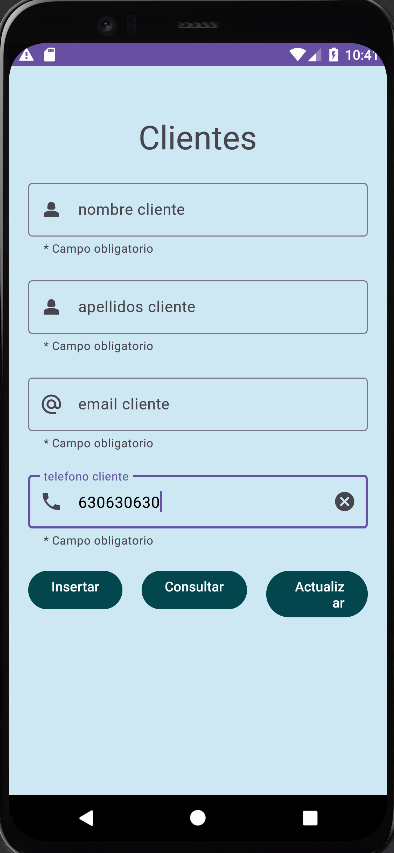 10:41
Clientes
nombre cliente
* Campo obligatorio
apellidos cliente
* Campo obligatorio
email cliente
* Campo obligatorio
telefono cliente
630630630
* Campo obligatorio
Insertar
Consultar
Actualiz
ar